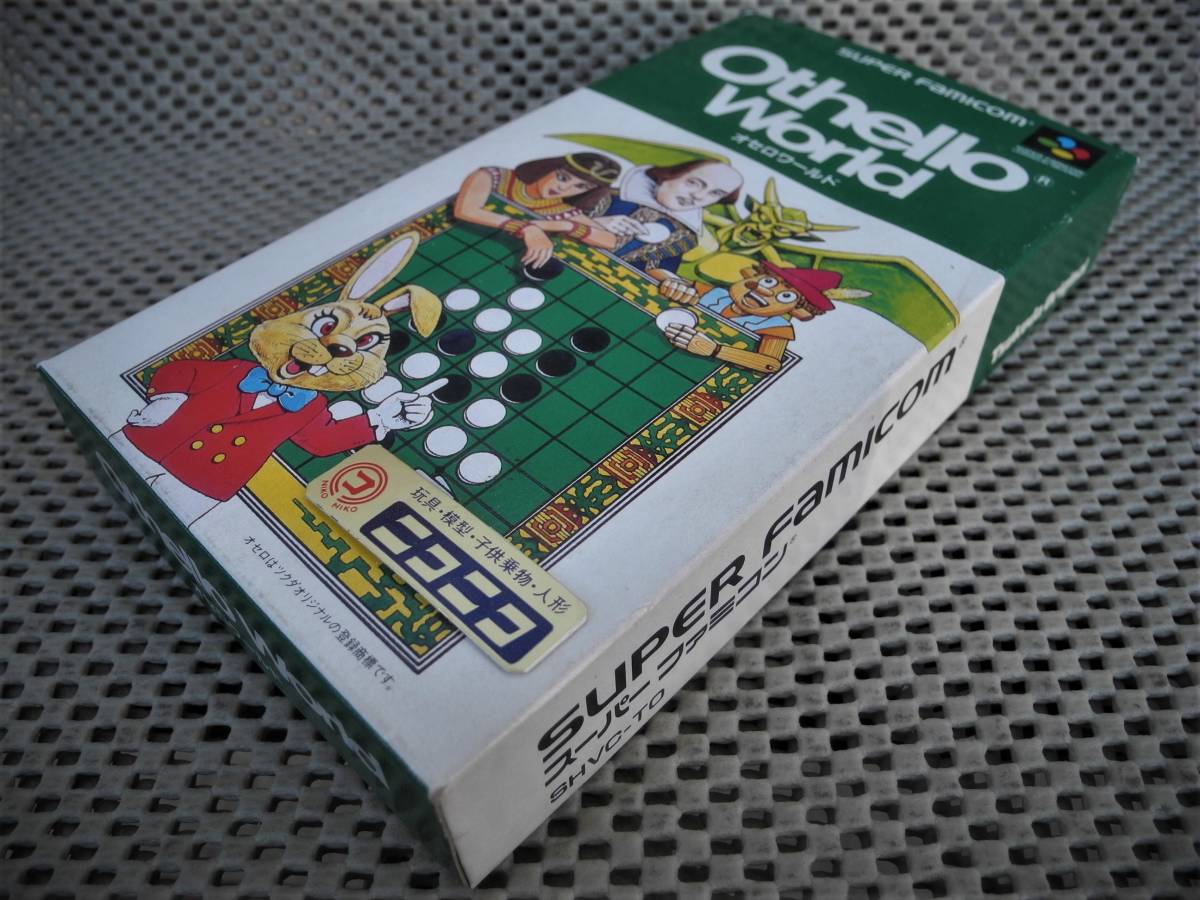 SUPER FAMICOM
Othello
World
®
オセロワールド
玩具・模型・子供乗物・人形
ニコニコ
NIKO NIKO
オセロはツクダオリジナルの登録商標です。
SUPER FAMICOM®
スーパーファミコン®
SHVC-TO